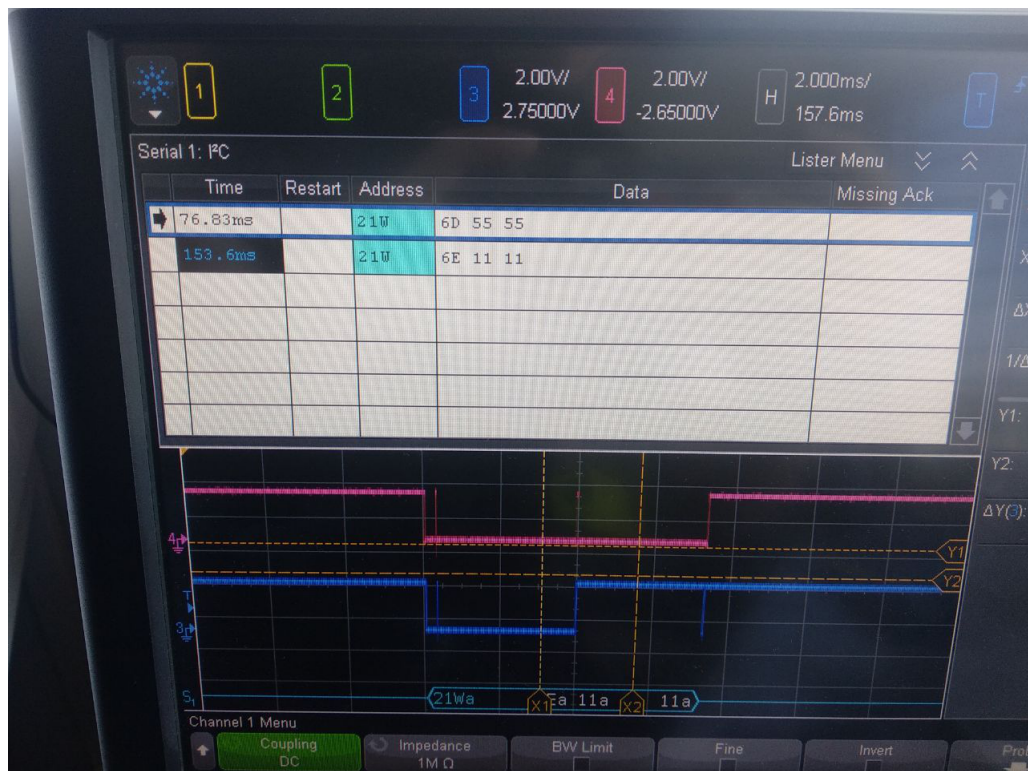 1 2 3 2.00V/ 2.75000V 4 2.00V/ -2.65000V H 2.000ms/ 157.6ms T
Serial 1: I²C Lister Menu
Time Restart Address Data Missing Ack
76.83ms 21W 6D 55 55
153.6ms 21W 6E 11 11
1/Δ
Y1:
Y2:
ΔY(3):
4
Y1
Y2
T
3
S1 21Wa X1 Ea 11a X2 11a
Channel 1 Menu
Coupling
DC
Impedance
1M Ω
BW Limit
Fine
Invert